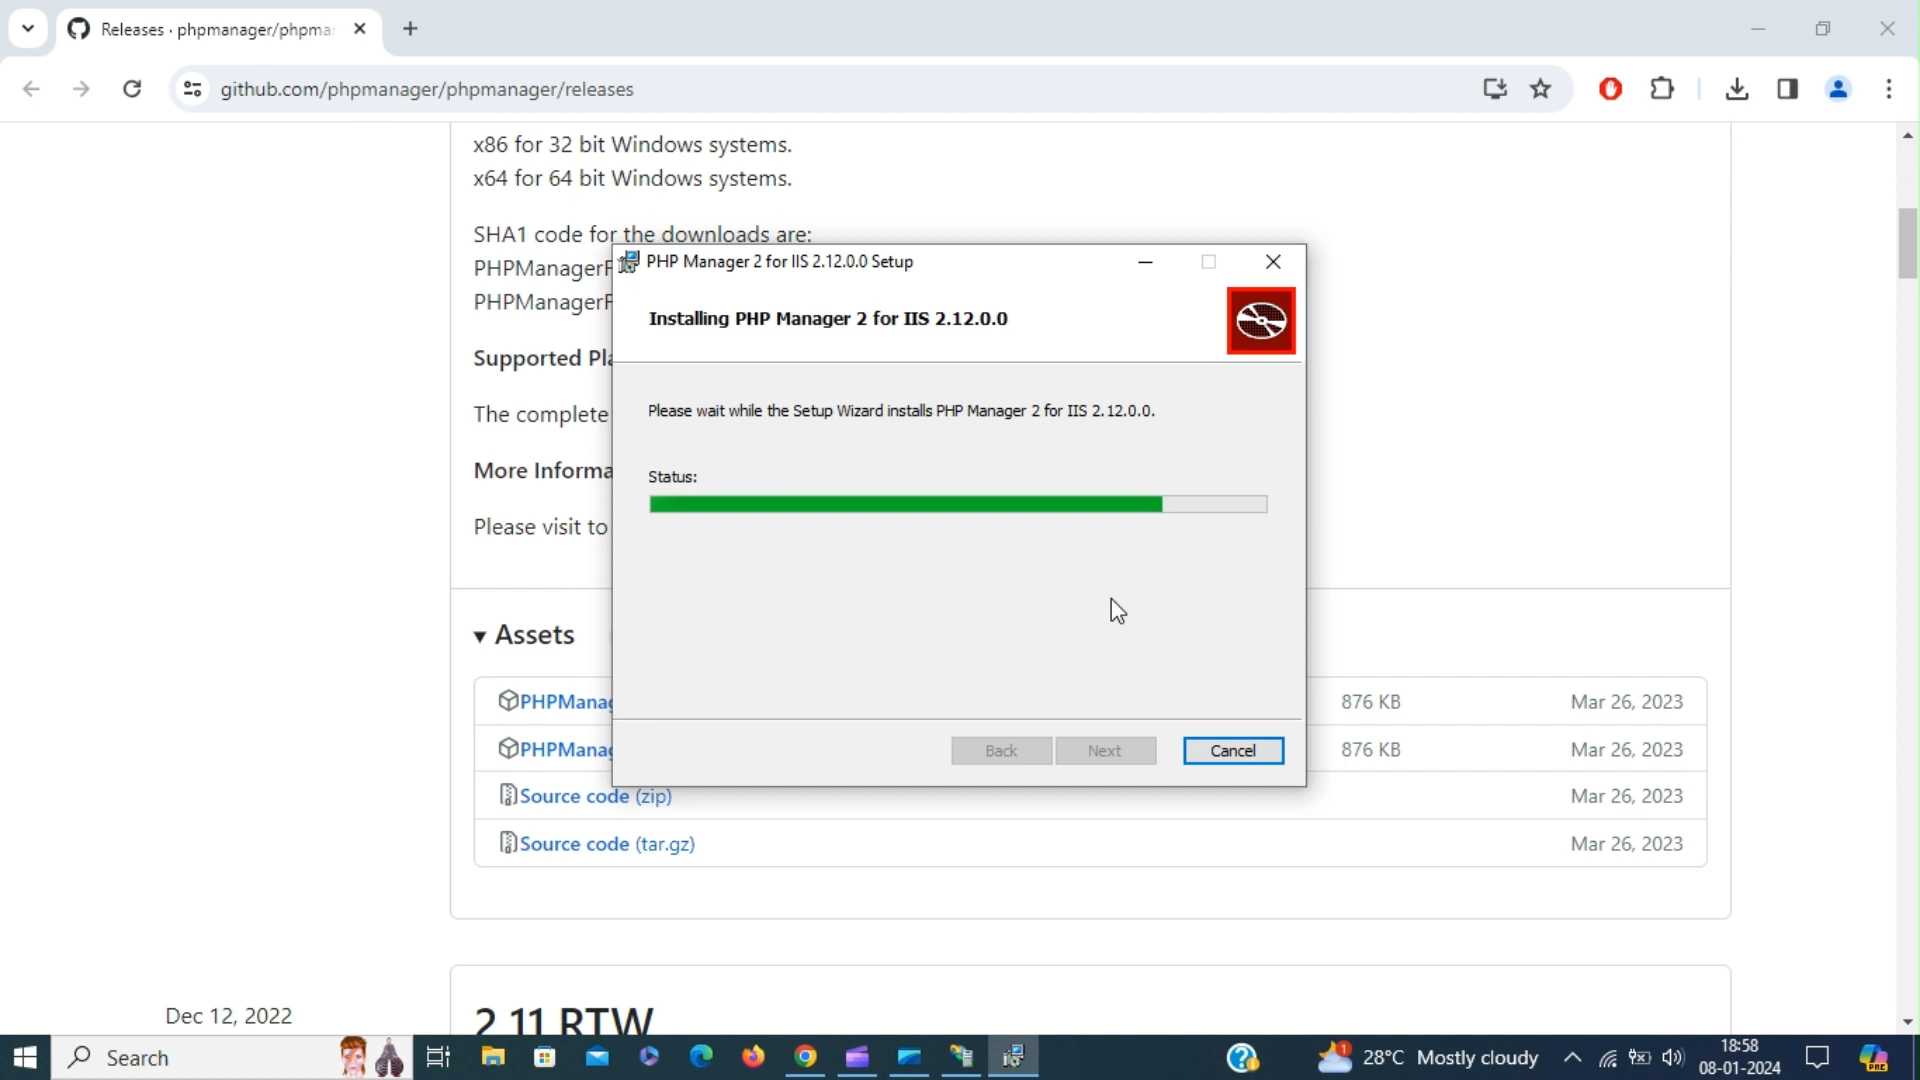 Releases · phpmanager/phpma
github.com/phpmanager/phpmanager/releases
x86 for 32 bit Windows systems.
x64 for 64 bit Windows systems.
SHA1 code for the downloads are:
PHPManagerF
PHPManagerF
Supported Pla
The complete
More Informa
Please visit to
PHP Manager 2 for IIS 2.12.0.0 Setup
Installing PHP Manager 2 for IIS 2.12.0.0
Please wait while the Setup Wizard installs PHP Manager 2 for IIS 2.12.0.0.
Status:
Back Next Cancel
Assets
PHPManag 876 KB Mar 26, 2023
PHPManag 876 KB Mar 26, 2023
Source code (zip) Mar 26, 2023
Source code (tar.gz) Mar 26, 2023
Dec 12, 2022
2.11 RTW
Search
1
28°C Mostly cloudy
18:58
08-01-2024
PRE